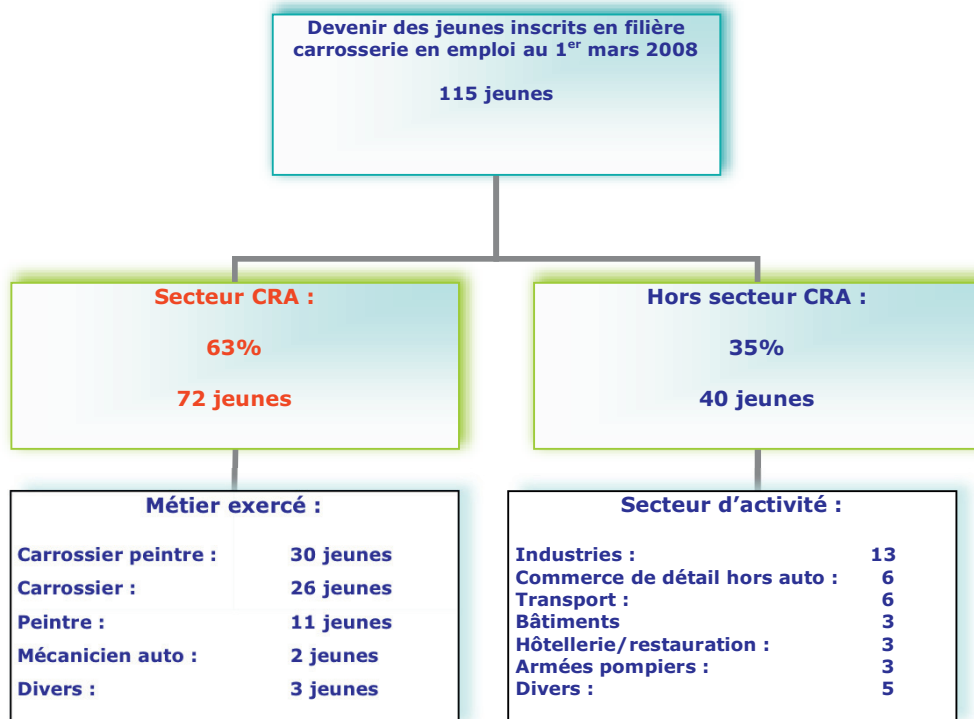 Devenir des jeunes inscrits en filière
carrosserie en emploi au 1er mars 2008
115 jeunes
Secteur CRA :
63%
72 jeunes
Hors secteur CRA :
35%
40 jeunes
Métier exercé :
Carrossier peintre : 30 jeunes
Carrossier : 26 jeunes
Peintre : 11 jeunes
Mécanicien auto : 2 jeunes
Divers : 3 jeunes
Secteur d’activité :
Industries : 13
Commerce de détail hors auto : 6
Transport : 6
Bâtiments 3
Hôtellerie/restauration : 3
Armées pompiers : 3
Divers : 5